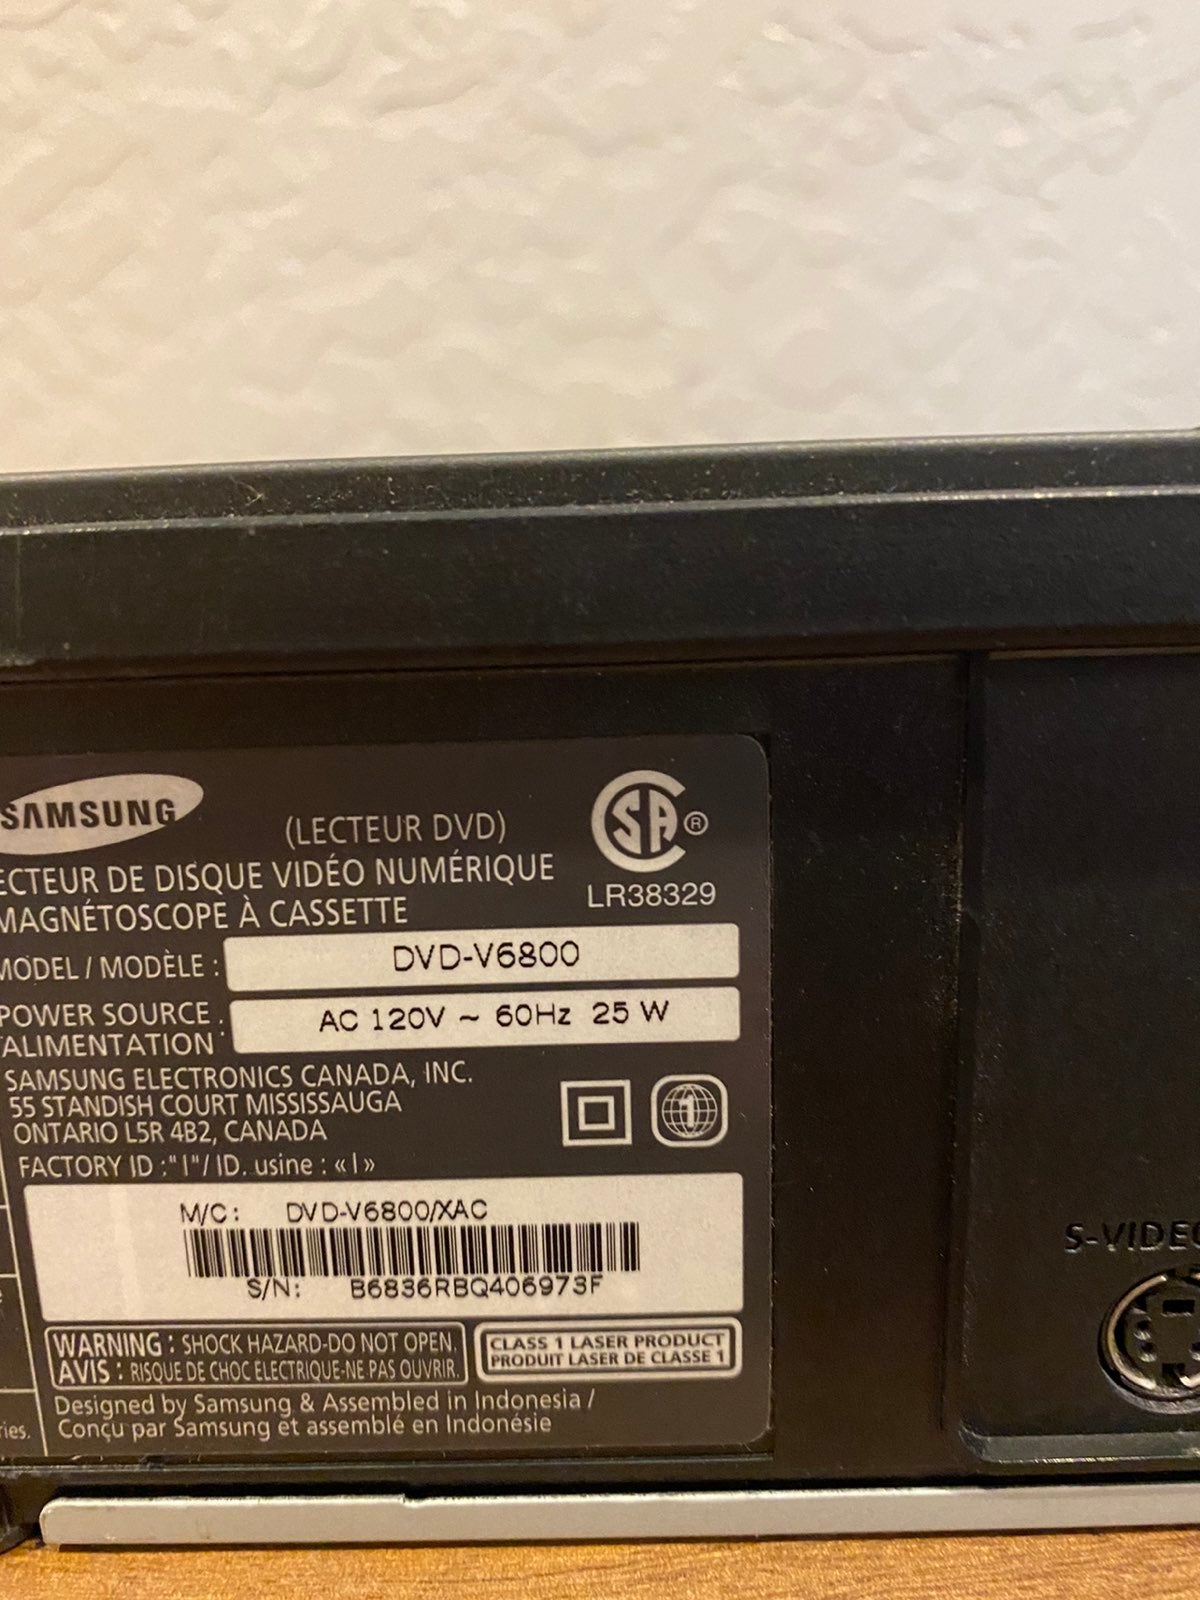 SAMSUNG
(LECTEUR DVD)
ECTEUR DE DISQUE VIDÉO NUMÉRIQUE
MAGNÉTOSCOPE À CASSETTE
CSA ®
LR38329
MODEL / MODÈLE : DVD-V6800
POWER SOURCE
ALIMENTATION : AC 120V ~ 60Hz 25 W
SAMSUNG ELECTRONICS CANADA, INC.
55 STANDISH COURT MISSISSAUGA
ONTARIO L5R 4B2, CANADA
FACTORY ID :"I"/ ID. usine : «I»
1
M/C: DVD-V6800/XAC
S/N: B6836RBQ406973F
WARNING : SHOCK HAZARD-DO NOT OPEN.
AVIS : RISQUE DE CHOC ELECTRIQUE-NE PAS OUVRIR.
CLASS 1 LASER PRODUCT
PRODUIT LASER DE CLASSE 1
Designed by Samsung & Assembled in Indonesia /
Conçu par Samsung et assemblé en Indonésie
S-VIDEO